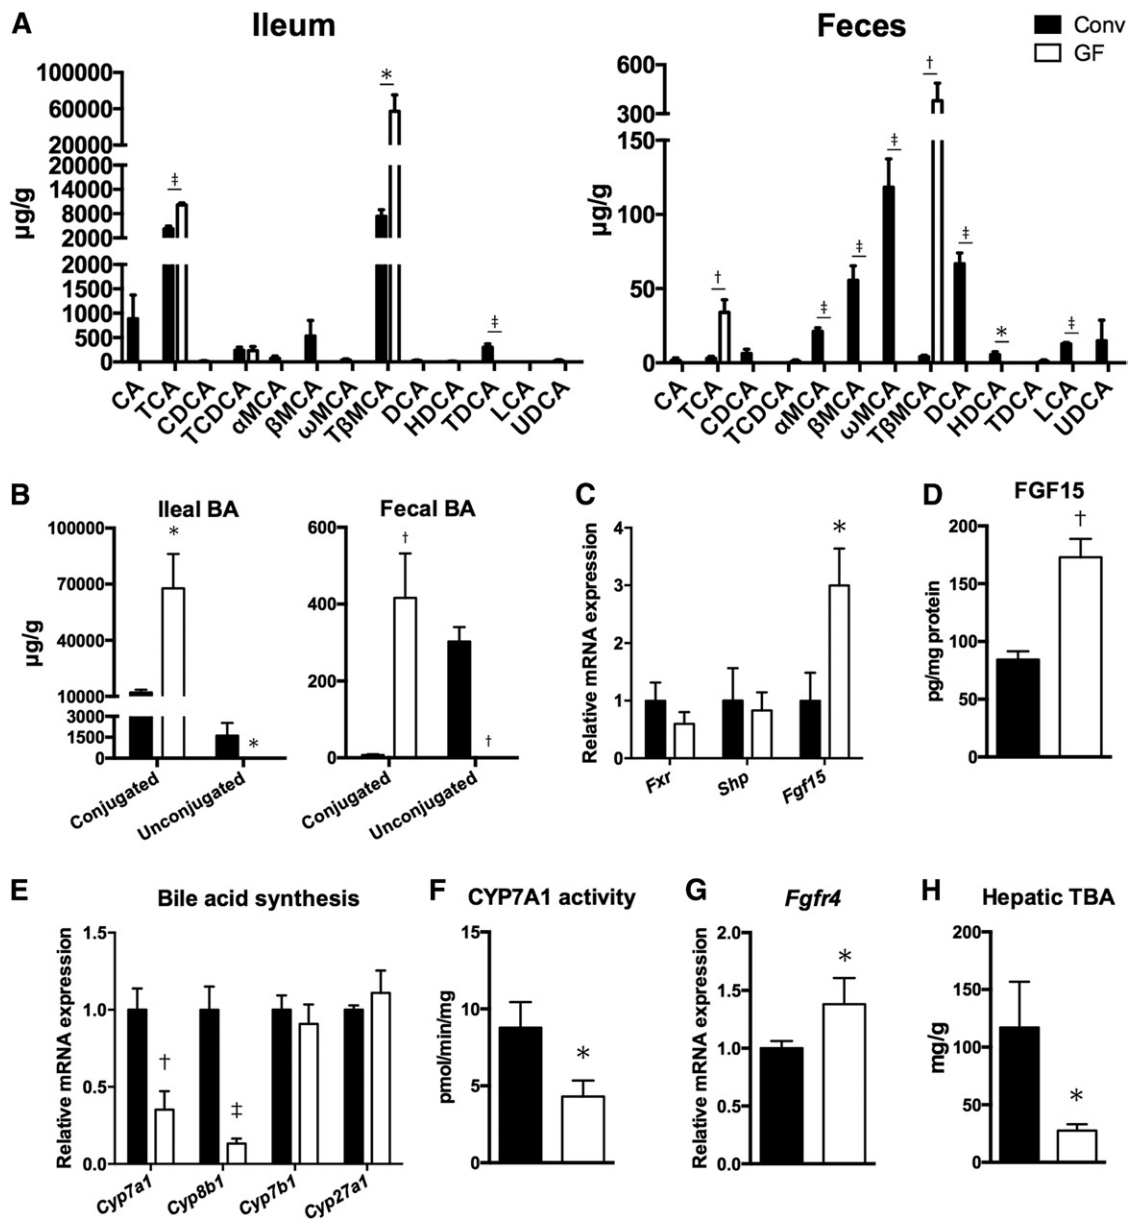 A
Ileum
Feces
Conv
GF
µg/g
100000
60000
20000
20000
14000
8000
2000
2000
1500
1000
500
0
‡
*
‡
CA
TCA
CDCA
TCDCA
αMCA
βMCA
ωMCA
TβMCA
DCA
HDCA
TDCA
LCA
UDCA
µg/g
600
300
150
100
50
0
†
‡
‡
‡
†
‡
*
‡
CA
TCA
CDCA
TCDCA
αMCA
βMCA
ωMCA
TβMCA
DCA
HDCA
TDCA
LCA
UDCA
B
Ileal BA
µg/g
100000
70000
40000
10000
3000
1500
0
*
*
Conjugated
Unconjugated
Fecal BA
600
400
200
0
†
†
Conjugated
Unconjugated
C
Relative mRNA expression
4
3
2
1
0
*
Fxr
Shp
Fgf15
D
FGF15
pg/mg protein
200
150
100
50
0
†
E
Bile acid synthesis
Relative mRNA expression
1.5
1.0
0.5
0.0
†
‡
Cyp7a1
Cyp8b1
Cyp7b1
Cyp27a1
F
CYP7A1 activity
pmol/min/mg
15
10
5
0
*
G
Fgfr4
Relative mRNA expression
2.0
1.5
1.0
0.5
0.0
*
H
Hepatic TBA
mg/g
200
150
100
50
0
*